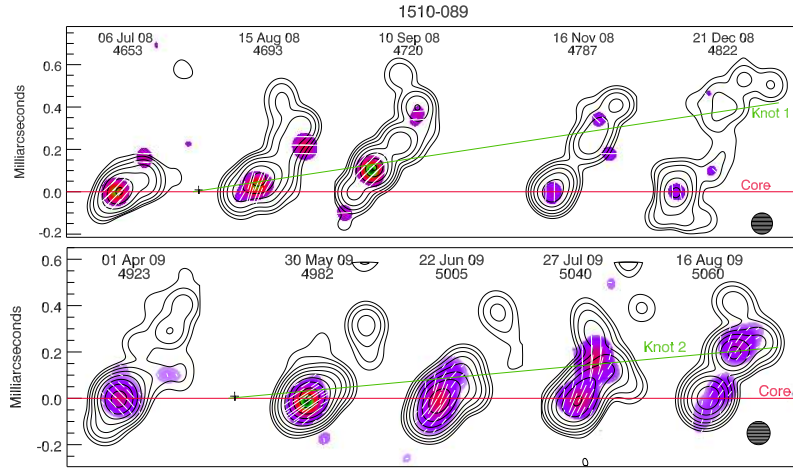 1510-089
06 Jul 08 15 Aug 08 10 Sep 08 16 Nov 08 21 Dec 08
4653 4693 4720 4787 4822
0.6
0.4
Knot 1
0.2
Core
0.0
-0.2
Milliarcseconds
01 Apr 09 30 May 09 22 Jun 09 27 Jul 09 16 Aug 09
4923 4982 5005 5040 5060
0.6
0.4
Knot 2
0.2
Core
0.0
-0.2
Milliarcseconds